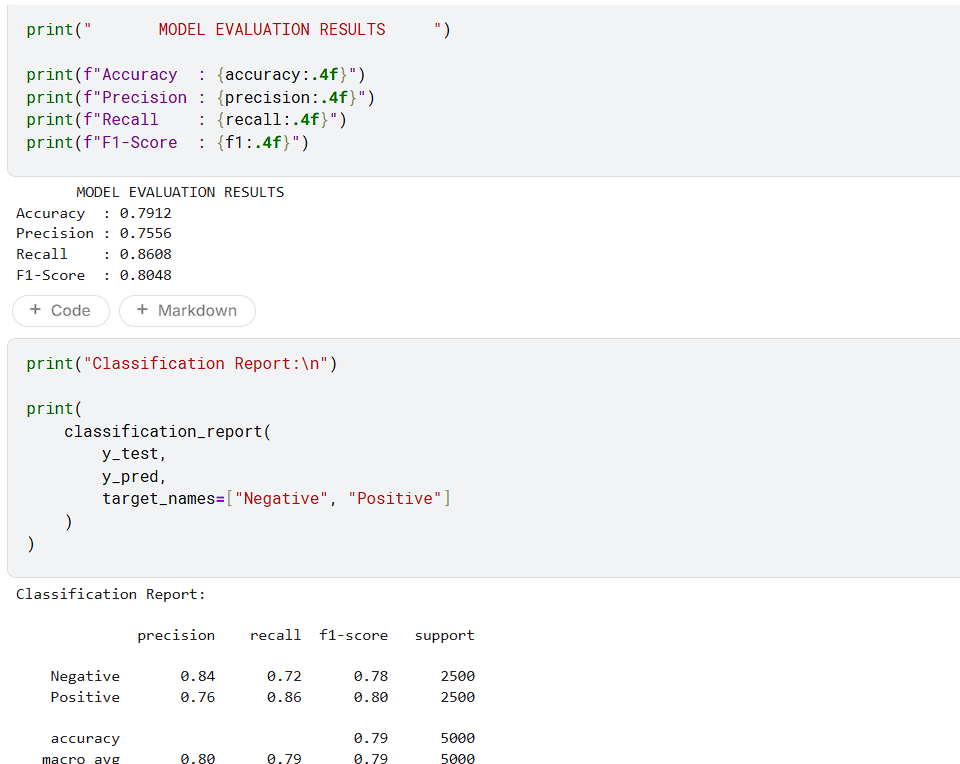 print("       MODEL EVALUATION RESULTS     ")
print(f"Accuracy  : {accuracy:.4f}")
print(f"Precision : {precision:.4f}")
print(f"Recall    : {recall:.4f}")
print(f"F1-Score  : {f1:.4f}")
       MODEL EVALUATION RESULTS
Accuracy  : 0.7912
Precision : 0.7556
Recall    : 0.8608
F1-Score  : 0.8048
+ Code + Markdown
print("Classification Report:\n")
print(
    classification_report(
        y_test,
        y_pred,
        target_names=["Negative", "Positive"]
    )
)
Classification Report:
              precision    recall  f1-score   support
    Negative       0.84      0.72      0.78      2500
    Positive       0.76      0.86      0.80      2500
    accuracy                           0.79      5000
   macro avg       0.80      0.79      0.79      5000